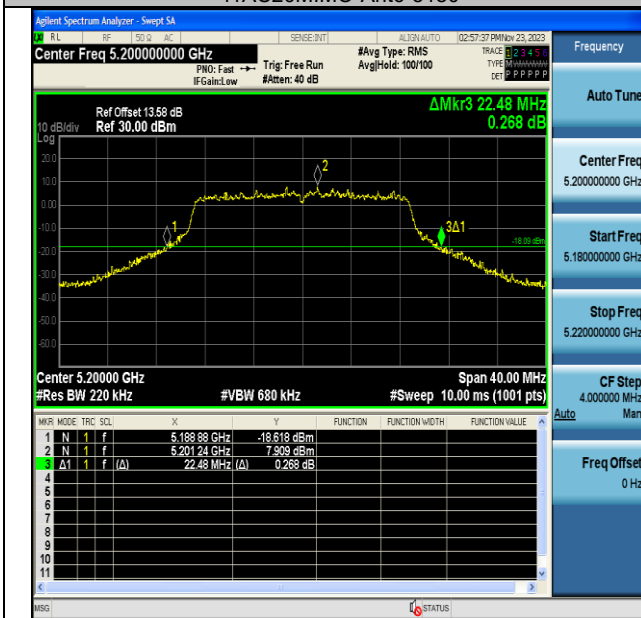 Agilent Spectrum Analyzer - Swept SA
RL RF 50 Ω AC SENSE:INT ALIGN AUTO 02:57:37 PM Nov 23, 2023
Center Freq 5.200000000 GHz
PNO: Fast
IFGain:Low
Trig: Free Run
#Atten: 40 dB
#Avg Type: RMS
Avg|Hold: 100/100
TRACE 1 2 3 4 5 6
TYPE M
DET P P P P P P
Ref Offset 13.58 dB
10 dB/div Ref 30.00 dBm
Log
ΔMkr3 22.48 MHz
0.268 dB
20.0
10.0
0.00
-10.0
-20.0
-30.0
-40.0
-50.0
-60.0
1
2
3Δ1
-18.09 dBm
Center 5.20000 GHz Span 40.00 MHz
#Res BW 220 kHz #VBW 680 kHz #Sweep 10.00 ms (1001 pts)
MKR MODE TRC SCL X Y FUNCTION FUNCTION WIDTH FUNCTION VALUE
1 N 1 f 5.188 88 GHz -18.618 dBm
2 N 1 f 5.201 24 GHz 7.909 dBm
3 Δ1 1 f (Δ) 22.48 MHz (Δ) 0.268 dB
4
5
6
7
8
9
10
11
MSG STATUS
Frequency
Auto Tune
Center Freq
5.200000000 GHz
Start Freq
5.180000000 GHz
Stop Freq
5.220000000 GHz
CF Step
4.000000 MHz
Auto Man
Freq Offset
0 Hz